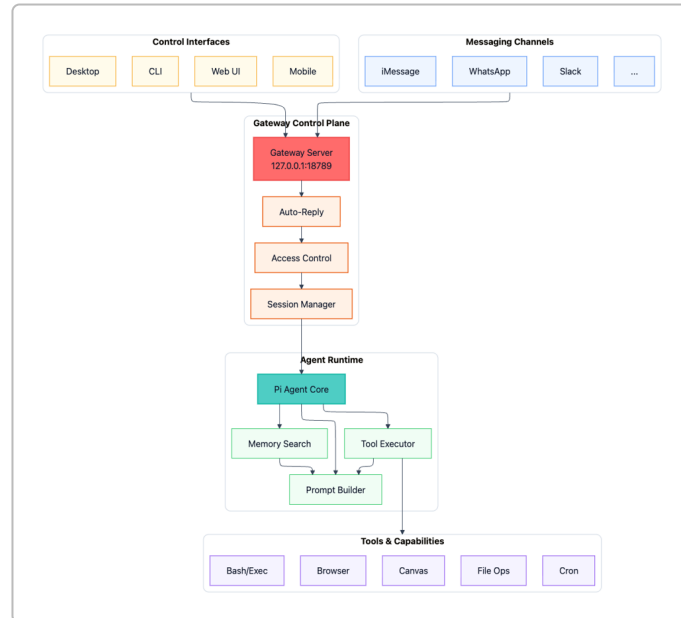 Control Interfaces
Desktop
CLI
Web UI
Mobile
Messaging Channels
iMessage
WhatsApp
Slack
...
Gateway Control Plane
Gateway Server
127.0.0.1:18789
Auto-Reply
Access Control
Session Manager
Agent Runtime
Pi Agent Core
Memory Search
Tool Executor
Prompt Builder
Tools & Capabilities
Bash/Exec
Browser
Canvas
File Ops
Cron